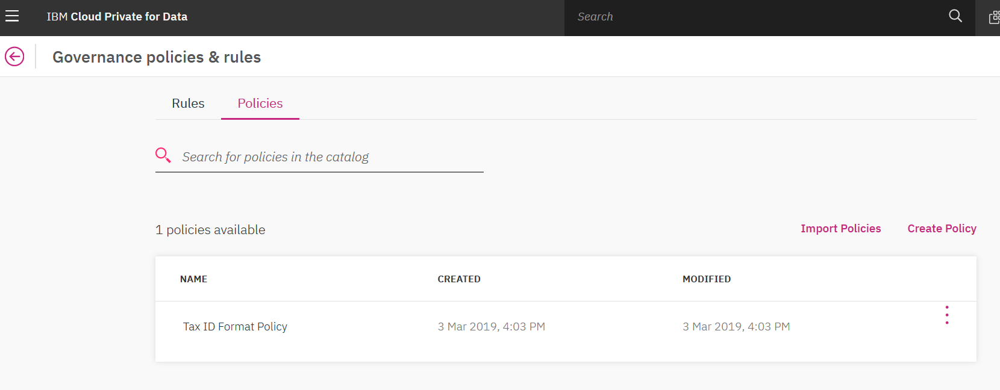 IBM Cloud Private for Data
Search
Governance policies & rules
Rules
Policies
Search for policies in the catalog
1 policies available
Import Policies
Create Policy
NAME
CREATED
MODIFIED
Tax ID Format Policy
3 Mar 2019, 4:03 PM
3 Mar 2019, 4:03 PM